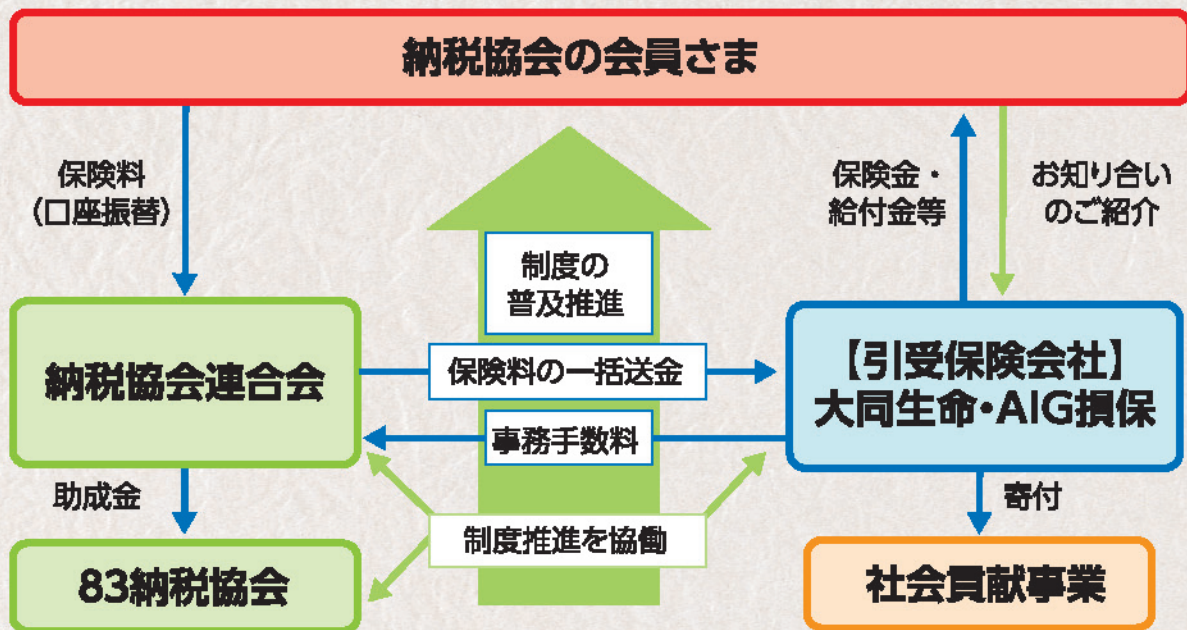 納税協会の会員さま
保険料
（口座振替）
保険金・
給付金等
お知り合い
のご紹介
制度の
普及推進
納税協会連合会
保険料の一括送金
【引受保険会社】
大同生命・AIG損保
事務手数料
助成金
寄付
制度推進を協働
83納税協会
社会貢献事業